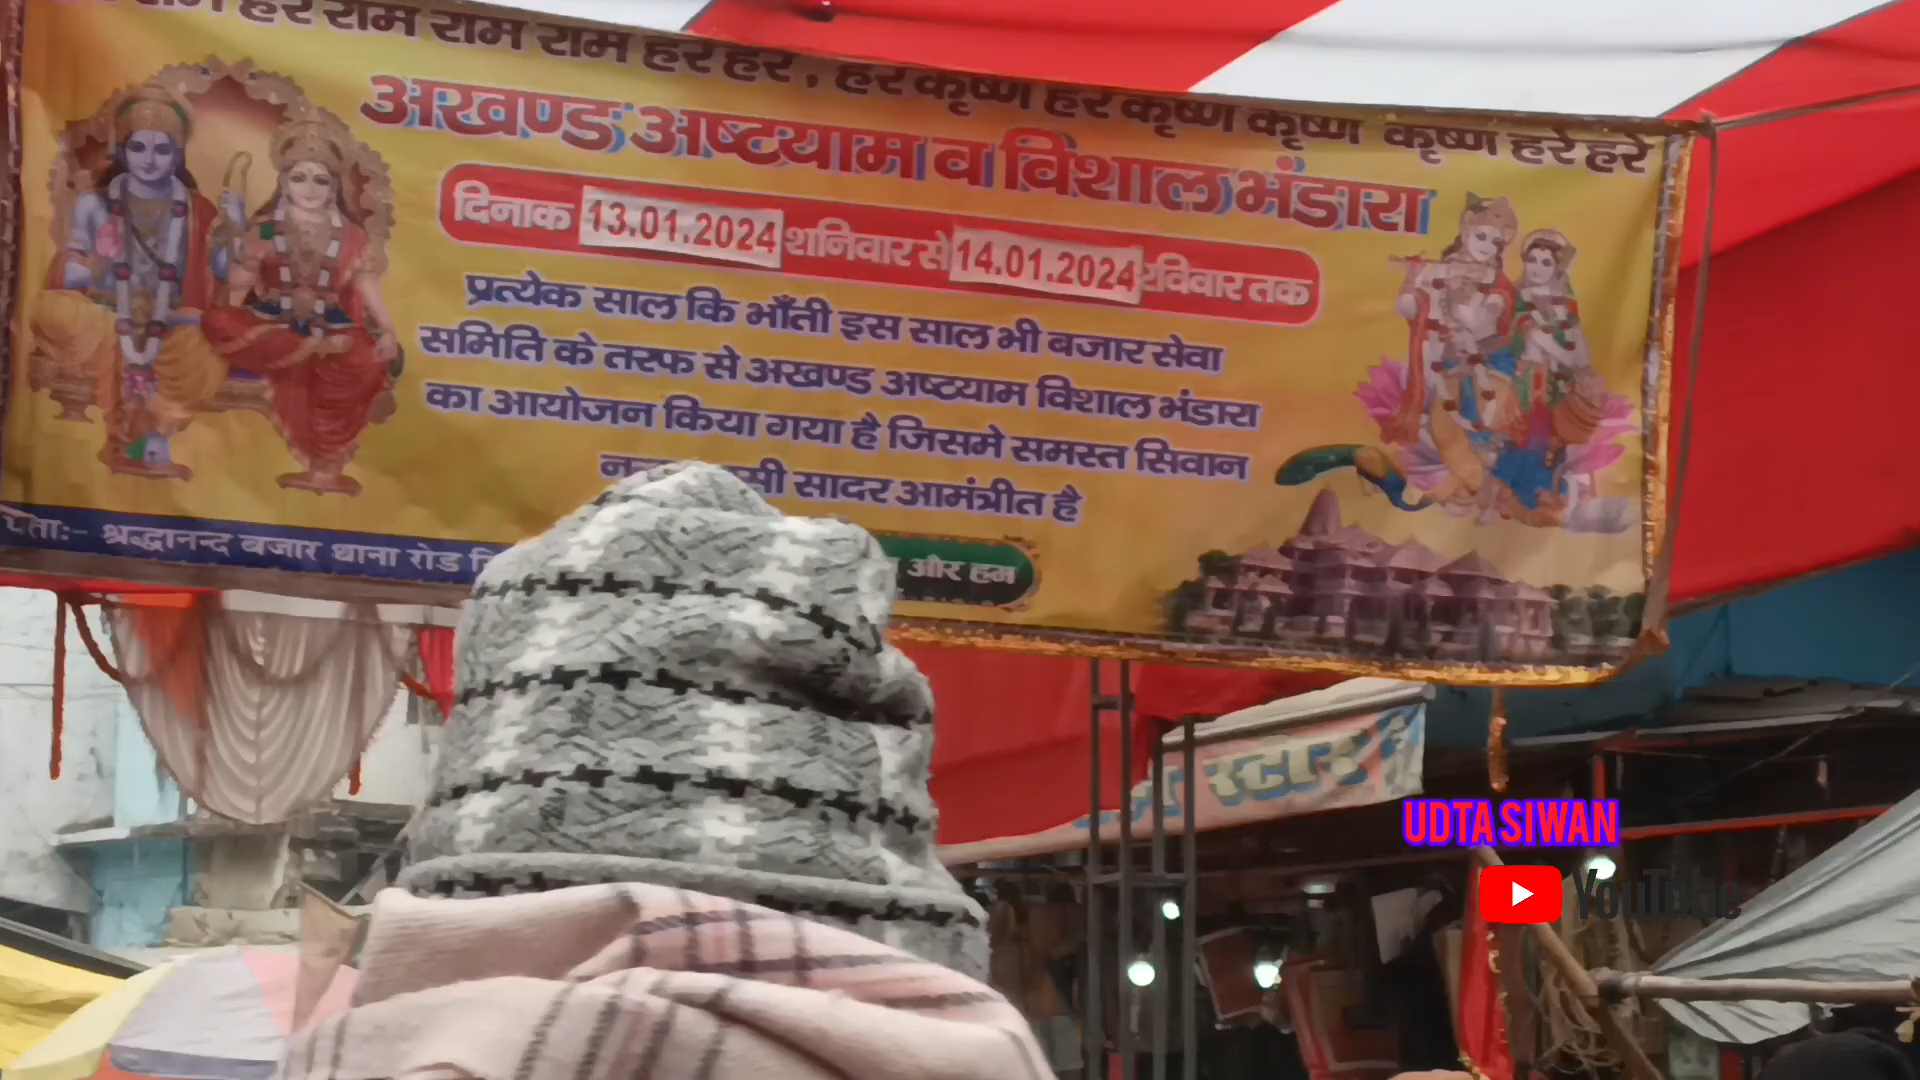 राम हरे राम राम राम हरे हरे , हरे कृष्ण हरे कृष्ण कृष्ण कृष्ण हरे हरे
अखण्ड अष्टयाम व विशाल भंडारा
दिनाक 13.01.2024 शनिवार से 14.01.2024 रविवार तक
प्रत्येक साल कि भाँती इस साल भी बजार सेवा
समिति के तरफ से अखण्ड अष्टयाम विशाल भंडारा
का आयोजन किया गया है जिसमे समस्त सिवान
सादर आमंत्रीत है
पता:- श्रद्धानन्द बजार थाना रोड
और हम
स्टार
UDTA SIWAN
YouTube